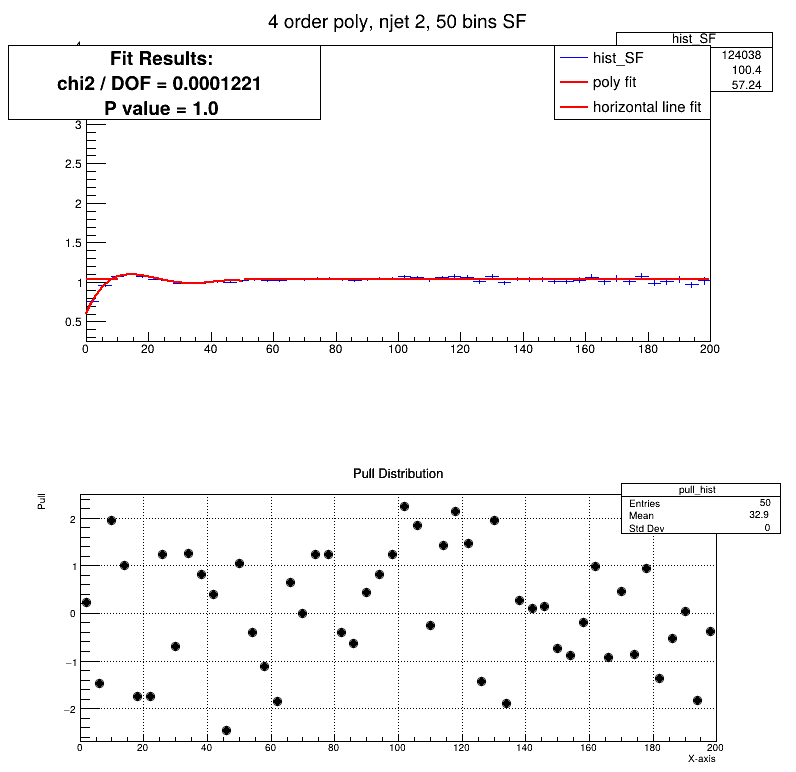 4 order poly, njet 2, 50 bins SF
hist_SF
124038
100.4
57.24
Fit Results:
chi2 / DOF = 0.0001221
P value = 1.0
hist_SF
poly fit
horizontal line fit
3
2.5
2
1.5
1
0.5
0 20 40 60 80 100 120 140 160 180 200
Pull Distribution
pull_hist
Entries 50
Mean 32.9
Std Dev 0
Pull
2
1
0
−1
−2
0 20 40 60 80 100 120 140 160 180 200
X-axis